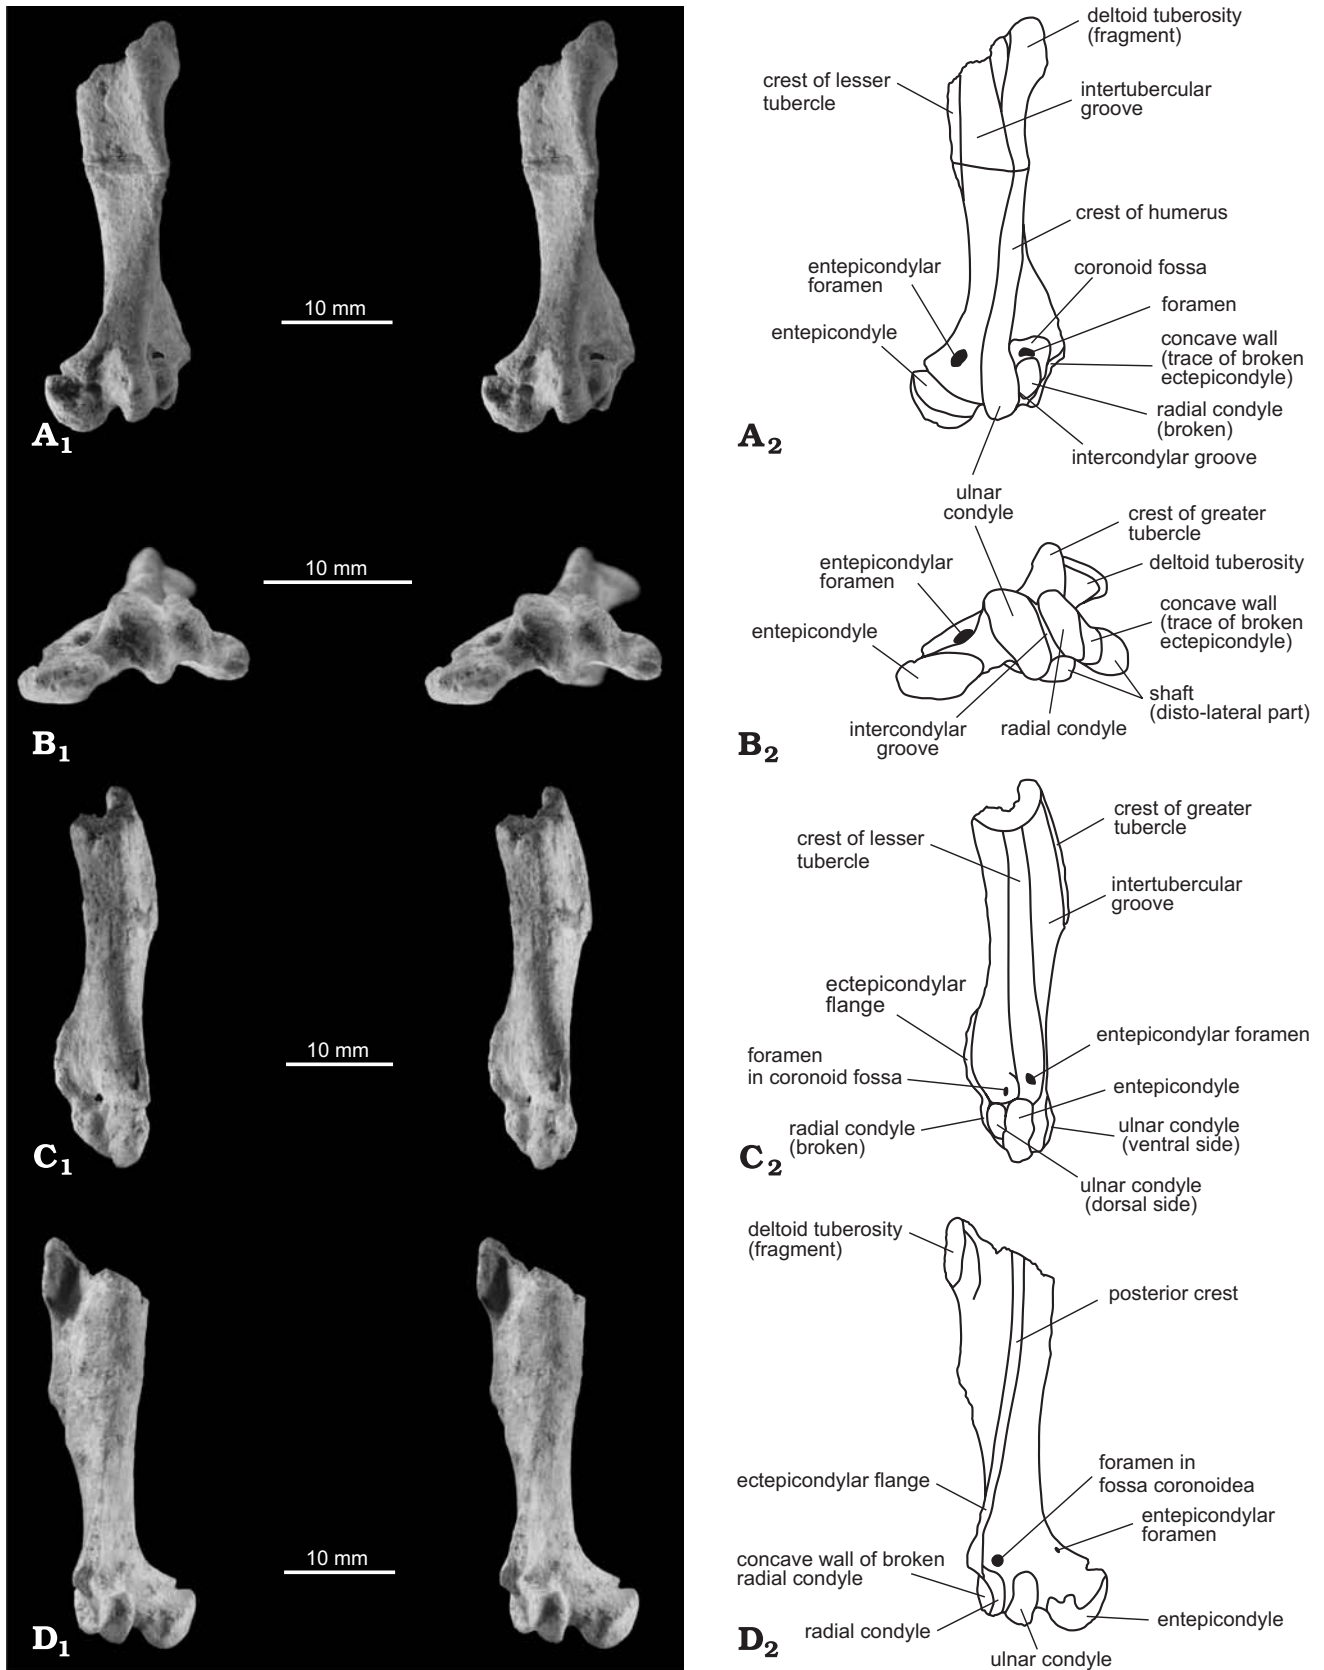 deltoid tuberosity
(fragment)
crest of lesser
tubercle
intertubercular
groove
crest of humerus
entepicondylar
foramen
coronoid fossa
foramen
entepicondyle
concave wall
(trace of broken
ectepicondyle)
radial condyle
(broken)
intercondylar groove
10 mm
A1
A2
ulnar
condyle
crest of greater
tubercle
entepicondylar
foramen
deltoid tuberosity
10 mm
concave wall
(trace of broken
ectepicondyle)
entepicondyle
shaft
(disto-lateral part)
intercondylar
groove
radial condyle
B1
B2
crest of greater
tubercle
crest of lesser
tubercle
intertubercular
groove
ectepicondylar
flange
entepicondylar foramen
10 mm
foramen
in coronoid fossa
entepicondyle
radial condyle
(broken)
ulnar condyle
(ventral side)
C1
C2
ulnar condyle
(dorsal side)
deltoid tuberosity
(fragment)
posterior crest
foramen in
fossa coronoidea
ectepicondylar flange
entepicondylar
foramen
10 mm
concave wall of broken
radial condyle
entepicondyle
radial condyle
D1
D2
ulnar condyle